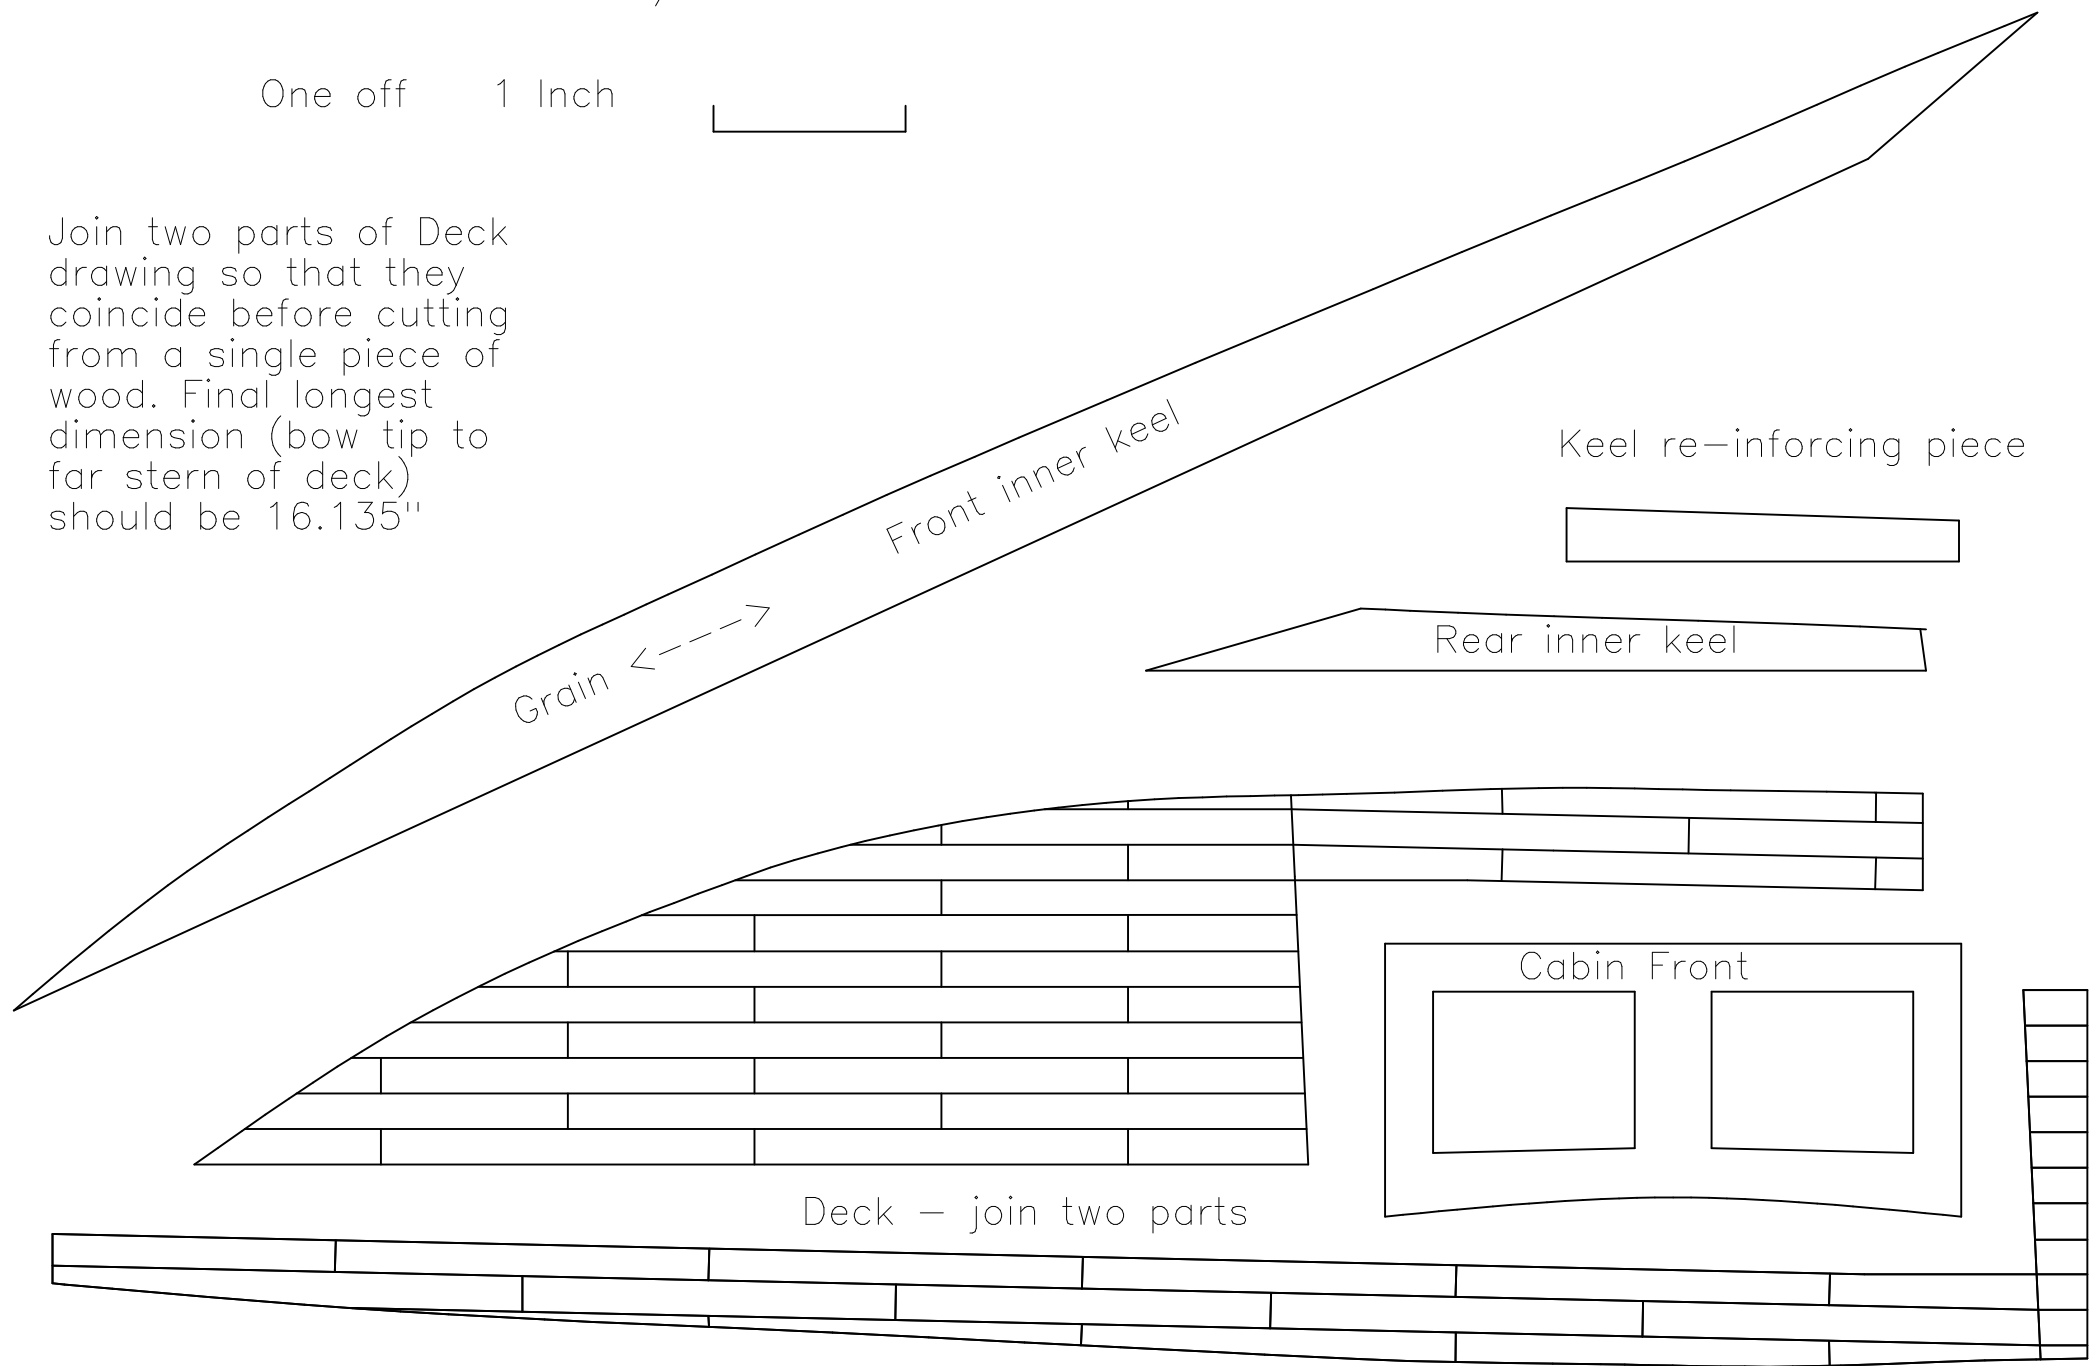 One off 1 Inch
Join two parts of Deck
drawing so that they
coincide before cutting
from a single piece of
wood. Final longest
dimension (bow tip to
far stern of deck)
should be 16.135"
Front inner keel
Grain <--->
Keel re-inforcing piece
Rear inner keel
Cabin Front
Deck - join two parts